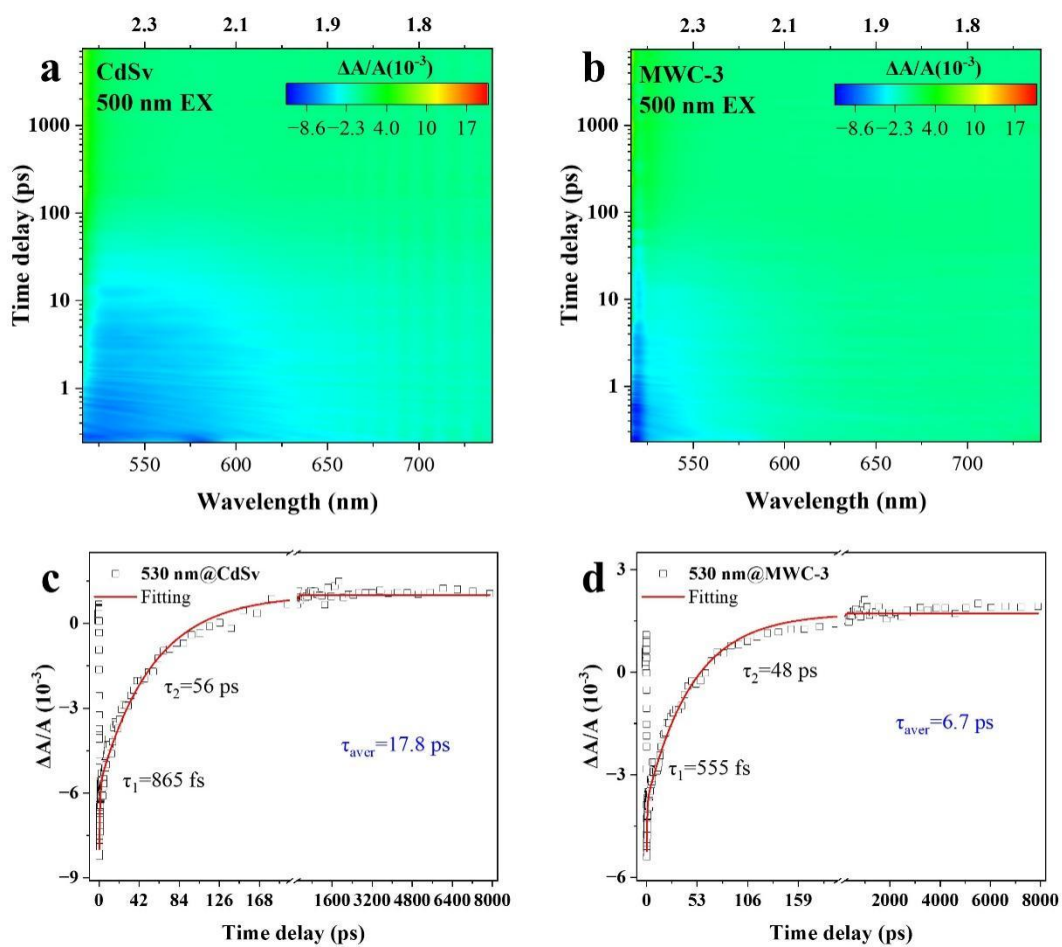 2.3 2.1 1.9 1.8
a CdSv ΔA/A(10⁻³)
500 nm EX −8.6 −2.3 4.0 10 17
1000
100
10
1
Time delay (ps)
550 600 650 700
Wavelength (nm)
2.3 2.1 1.9 1.8
b MWC-3 ΔA/A(10⁻³)
500 nm EX −8.6 −2.3 4.0 10 17
1000
100
10
1
Time delay (ps)
550 600 650 700
Wavelength (nm)
c 530 nm@CdSv
Fitting
0
−3
−6
−9
ΔA/A (10⁻³)
τ₂=56 ps
τaver=17.8 ps
τ₁=865 fs
0 42 84 126 168 1600 3200 4800 6400 8000
Time delay (ps)
d 530 nm@MWC-3
Fitting
3
0
−3
−6
ΔA/A (10⁻³)
τ₂=48 ps
τaver=6.7 ps
τ₁=555 fs
0 53 106 159 2000 4000 6000 8000
Time delay (ps)